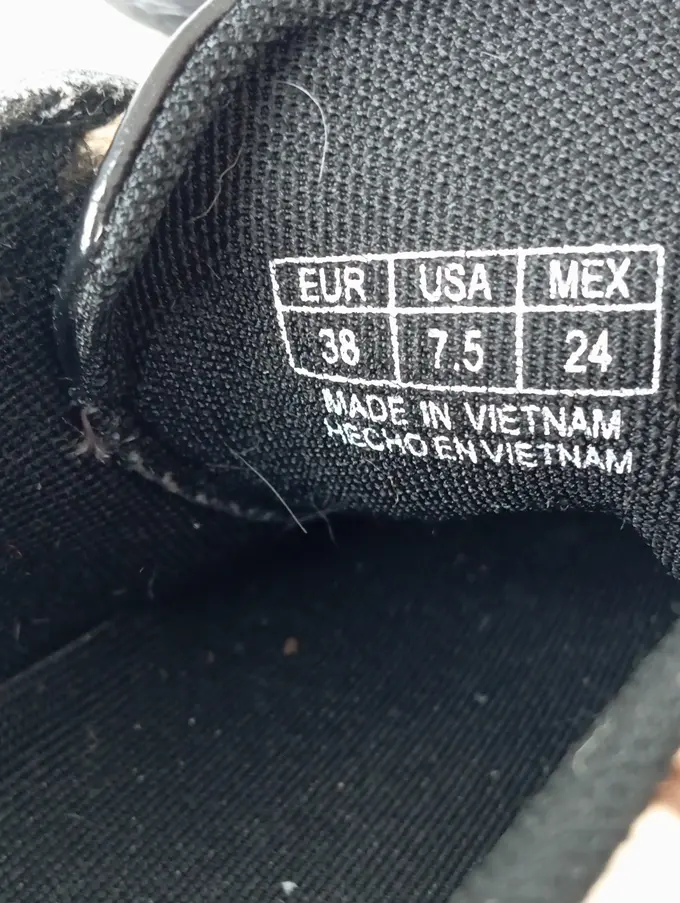 EUR USA MEX
38 7.5 24
MADE IN VIETNAM
HECHO EN VIETNAM